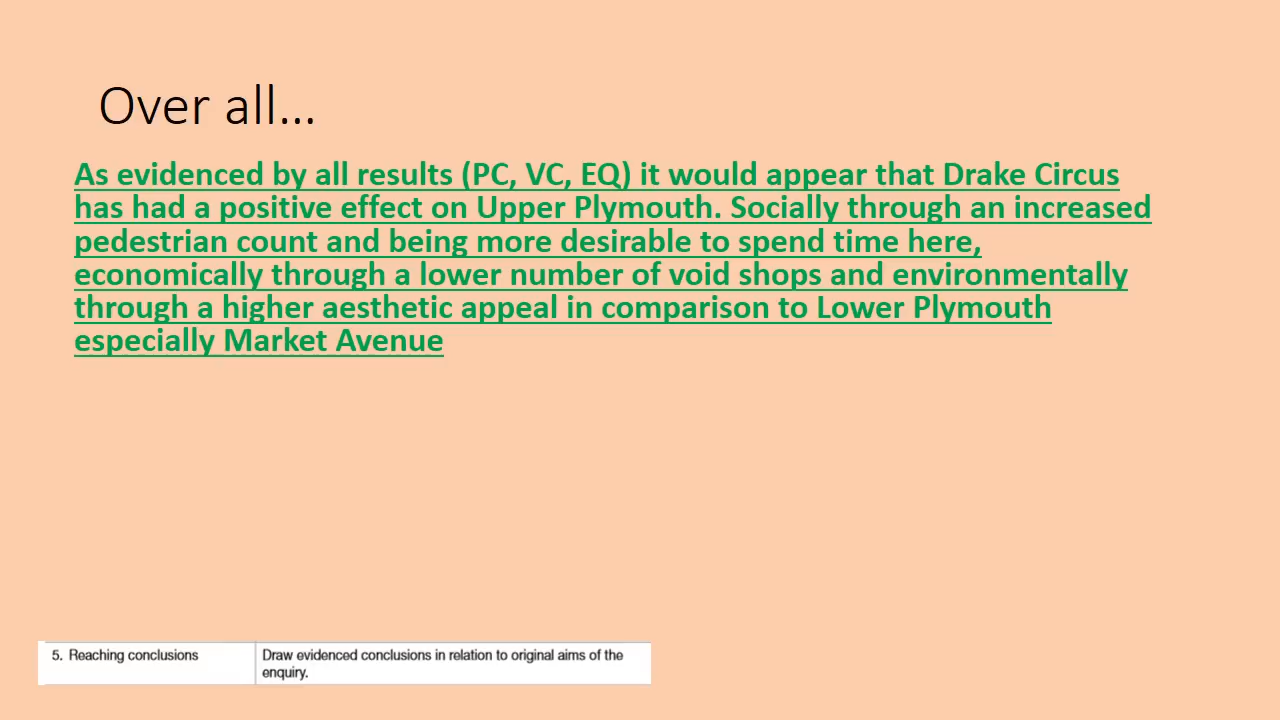 Over all...
As evidenced by all results (PC, VC, EQ) it would appear that Drake Circus
has had a positive effect on Upper Plymouth. Socially through an increased
pedestrian count and being more desirable to spend time here,
economically through a lower number of void shops and environmentally
through a higher aesthetic appeal in comparison to Lower Plymouth
especially Market Avenue
5. Reaching conclusions
Draw evidenced conclusions in relation to original aims of the
enquiry.